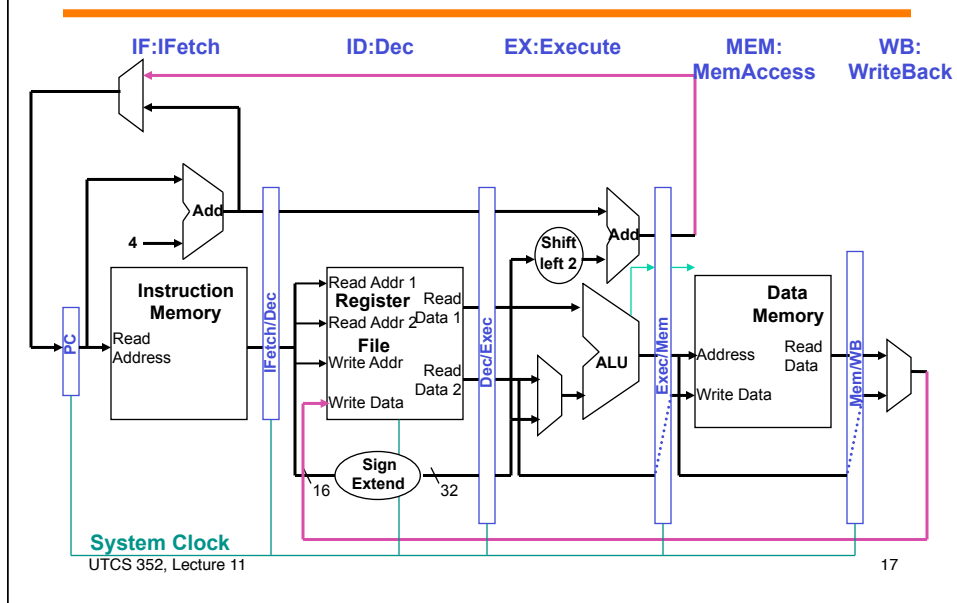 IF:IFetch
ID:Dec
EX:Execute
MEM:
MemAccess
WB:
WriteBack
Add
4
Shift
left 2
Add
Instruction
Memory
Read
Address
PC
IFetch/Dec
Read Addr 1
Register
Read Addr 2
File
Write Addr
Write Data
Read
Data 1
Read
Data 2
Dec/Exec
ALU
Exec/Mem
Data
Memory
Address
Read
Data
Write Data
Mem/WB
Sign
Extend
16
32
System Clock
UTCS 352, Lecture 11
17